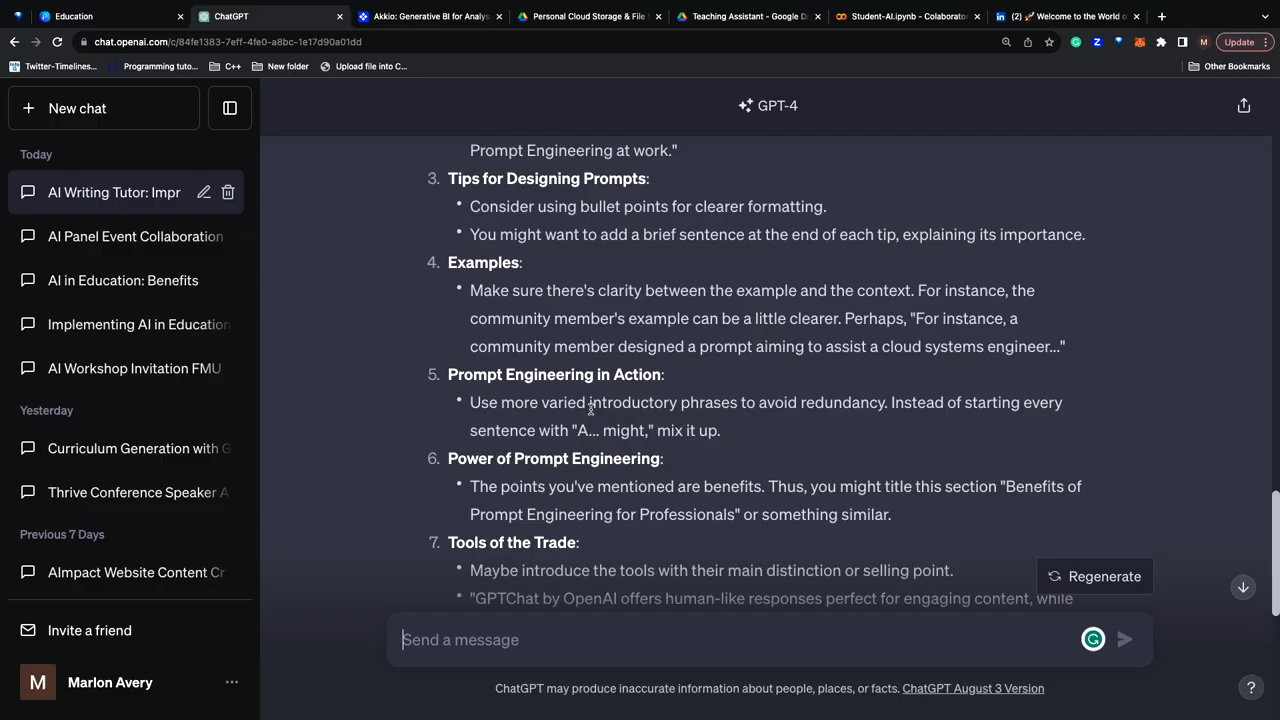 Education
ChatGPT
Akkio: Generative BI for Analys
Personal Cloud Storage & File
Teaching Assistant - Google D
Student-AI.ipynb - Colaborato
(2) 🚀 Welcome to the World o
chat.openai.com/c/84fe1383-7eff-4fe0-a8bc-1e17d90a01dd
M
Update
Twitter-Timelines...
Programming tuto...
C++
New folder
Upload file into C...
Other Bookmarks
New chat
Today
AI Writing Tutor: Impr
AI Panel Event Collaboration
AI in Education: Benefits
Implementing AI in Education
AI Workshop Invitation FMU
Yesterday
Curriculum Generation with G
Thrive Conference Speaker A
Previous 7 Days
AImpact Website Content Cr
Invite a friend
M
Marlon Avery
GPT-4
Prompt Engineering at work."
3. Tips for Designing Prompts:
• Consider using bullet points for clearer formatting.
• You might want to add a brief sentence at the end of each tip, explaining its importance.
4. Examples:
• Make sure there's clarity between the example and the context. For instance, the
community member's example can be a little clearer. Perhaps, "For instance, a
community member designed a prompt aiming to assist a cloud systems engineer..."
5. Prompt Engineering in Action:
• Use more varied introductory phrases to avoid redundancy. Instead of starting every
sentence with "A... might," mix it up.
6. Power of Prompt Engineering:
• The points you've mentioned are benefits. Thus, you might title this section "Benefits of
Prompt Engineering for Professionals" or something similar.
7. Tools of the Trade:
• Maybe introduce the tools with their main distinction or selling point.
• "GPTChat by OpenAI offers human-like responses perfect for engaging content, while
Regenerate
Send a message
ChatGPT may produce inaccurate information about people, places, or facts. ChatGPT August 3 Version
?